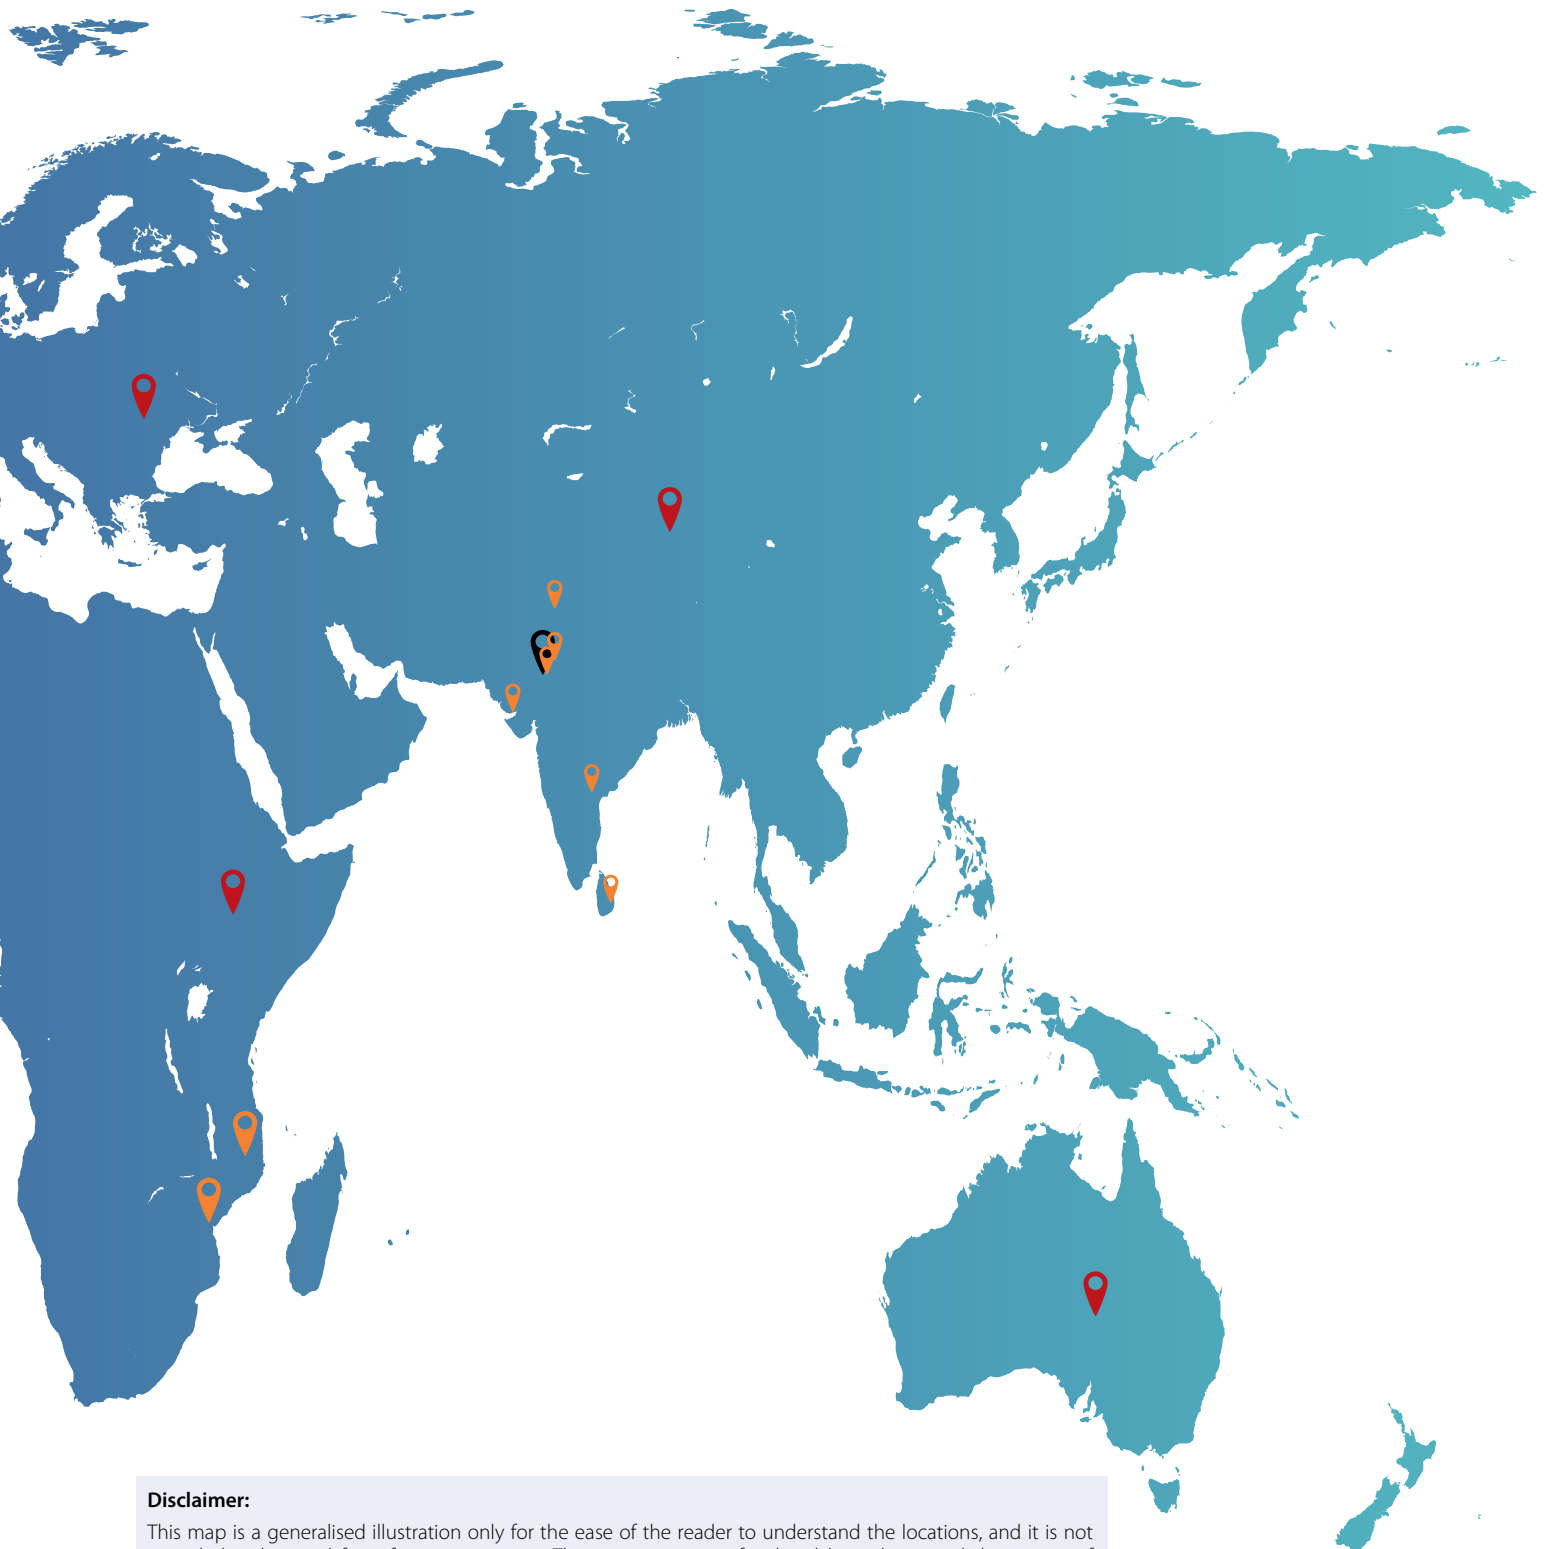 Disclaimer:
This map is a generalised illustration only for the ease of the reader to understand the locations, and it is not